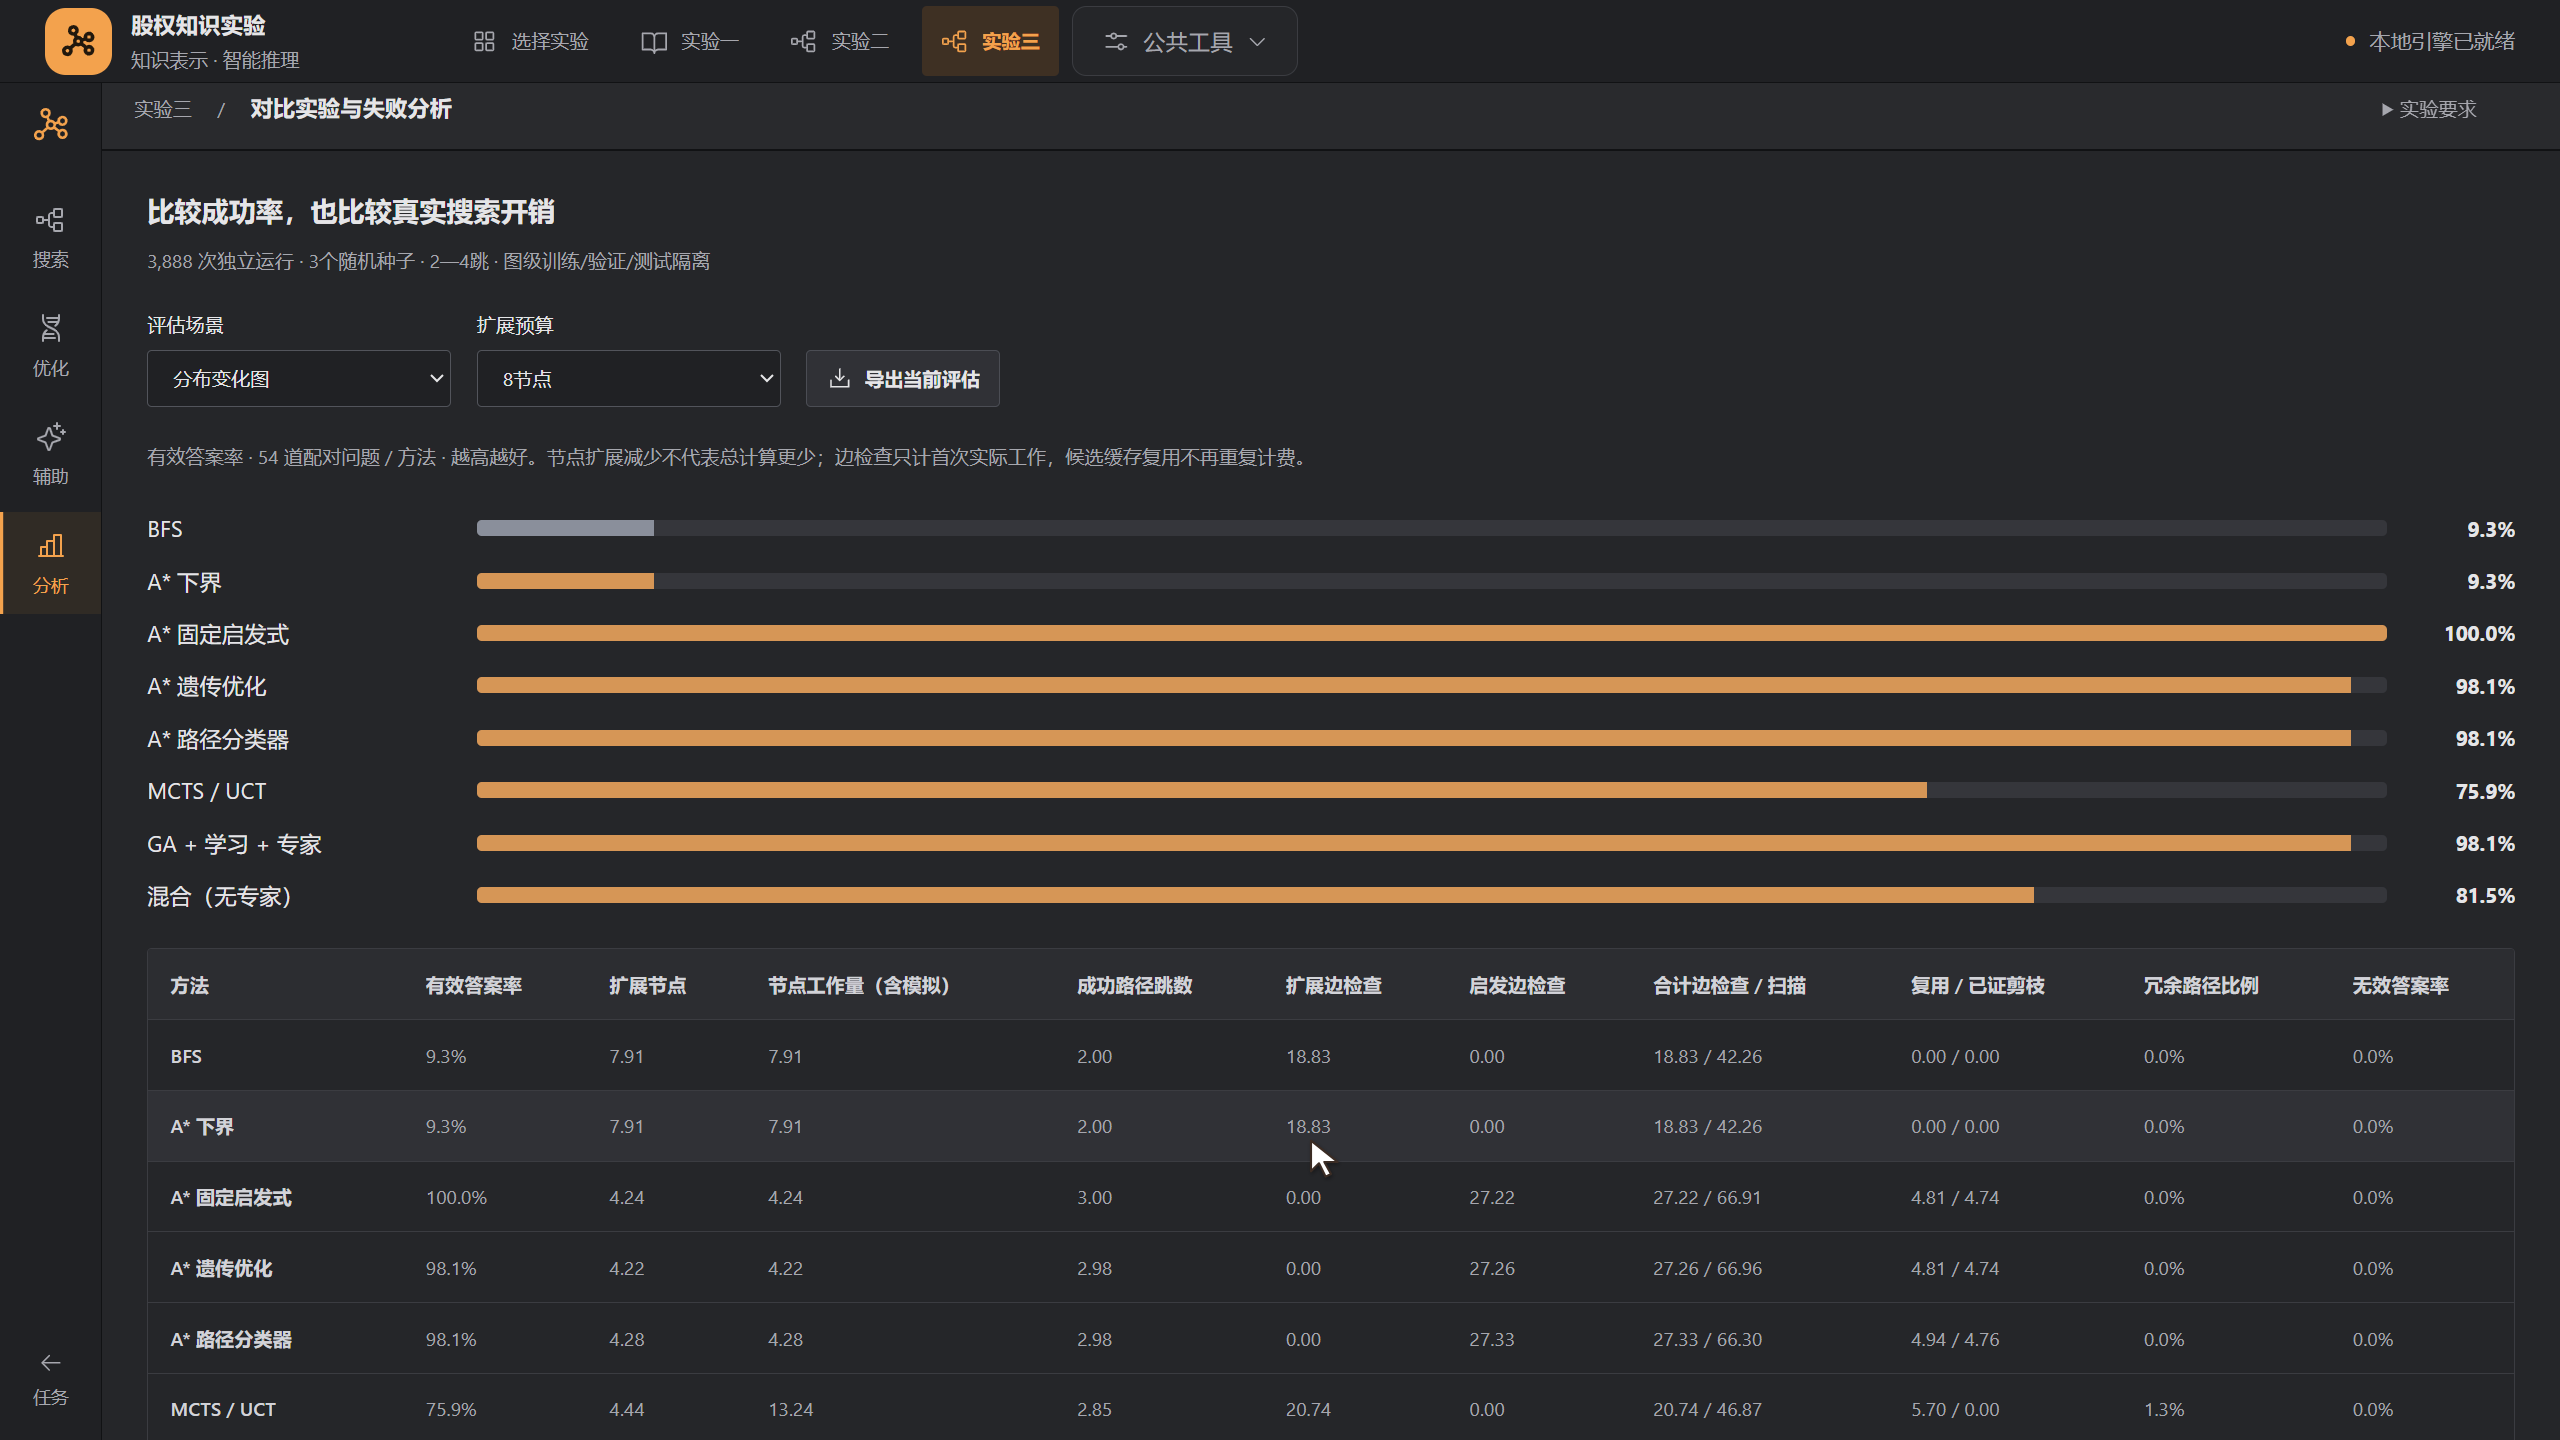 股权知识实验
知识表示 · 智能推理
选择实验
实验一
实验二
实验三
公共工具
本地引擎已就绪
实验三 / 对比实验与失败分析
▶ 实验要求
搜索
优化
辅助
分析
任务
比较成功率，也比较真实搜索开销
3,888 次独立运行 · 3个随机种子 · 2—4跳 · 图级训练/验证/测试隔离
评估场景
扩展预算
分布变化图
8节点
导出当前评估
有效答案率 · 54 道配对问题 / 方法 · 越高越好。节点扩展减少不代表总计算更少；边检查只计首次实际工作，候选缓存复用不再重复计费。
BFS 9.3%
A* 下界 9.3%
A* 固定启发式 100.0%
A* 遗传优化 98.1%
A* 路径分类器 98.1%
MCTS / UCT 75.9%
GA + 学习 + 专家 98.1%
混合（无专家） 81.5%
方法 有效答案率 扩展节点 节点工作量（含模拟） 成功路径跳数 扩展边检查 启发边检查 合计边检查 / 扫描 复用 / 已证剪枝 冗余路径比例 无效答案率
BFS 9.3% 7.91 7.91 2.00 18.83 0.00 18.83 / 42.26 0.00 / 0.00 0.0% 0.0%
A* 下界 9.3% 7.91 7.91 2.00 18.83 0.00 18.83 / 42.26 0.00 / 0.00 0.0% 0.0%
A* 固定启发式 100.0% 4.24 4.24 3.00 0.00 27.22 27.22 / 66.91 4.81 / 4.74 0.0% 0.0%
A* 遗传优化 98.1% 4.22 4.22 2.98 0.00 27.26 27.26 / 66.96 4.81 / 4.74 0.0% 0.0%
A* 路径分类器 98.1% 4.28 4.28 2.98 0.00 27.33 27.33 / 66.30 4.94 / 4.76 0.0% 0.0%
MCTS / UCT 75.9% 4.44 13.24 2.85 20.74 0.00 20.74 / 46.87 5.70 / 0.00 1.3% 0.0%